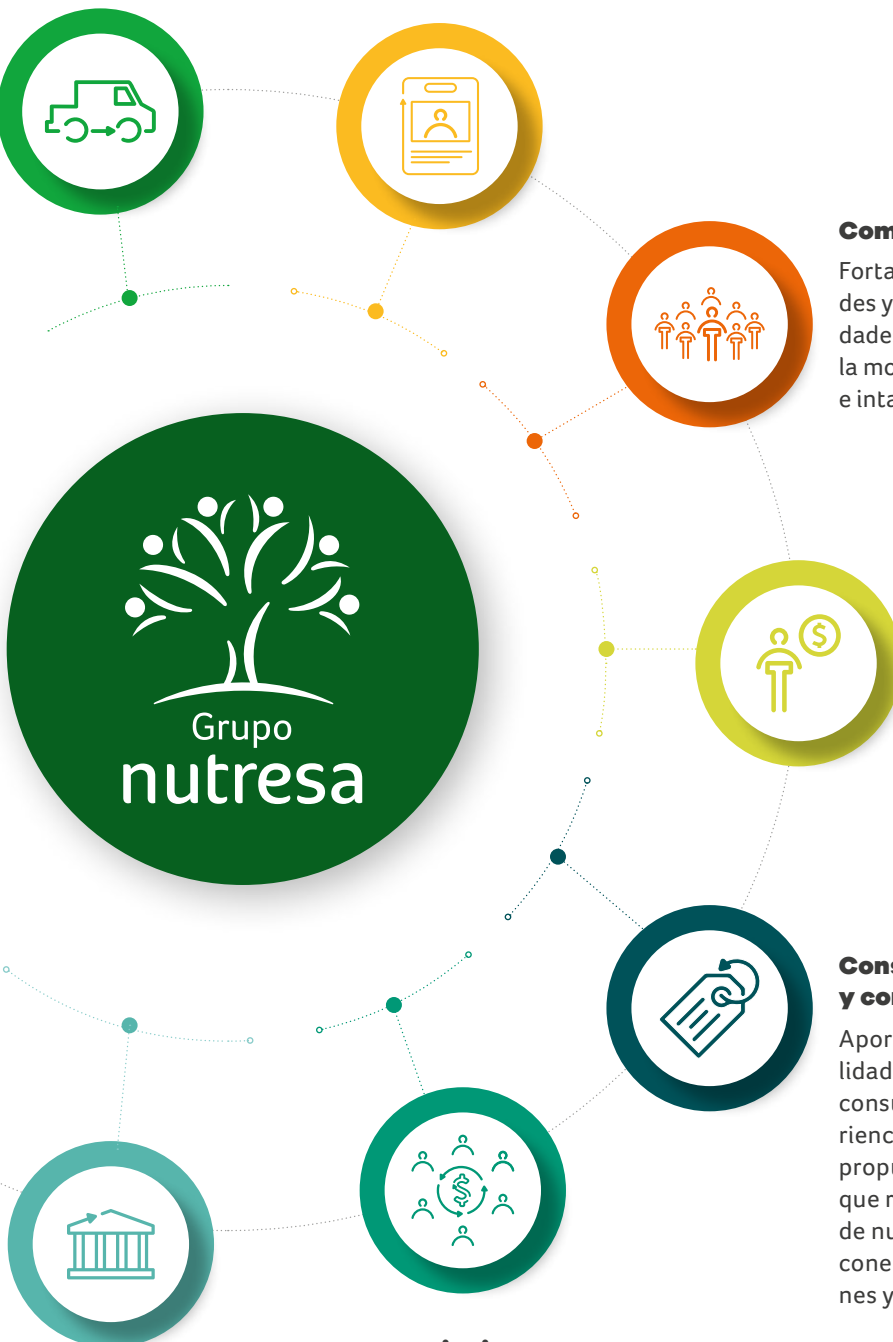 Com
Forta
des y
dade
la mo
e inta
Grupo
nutresa
Cons
y co
Apor
lidad
consu
rienc
propu
que r
de nu
cone
nes y